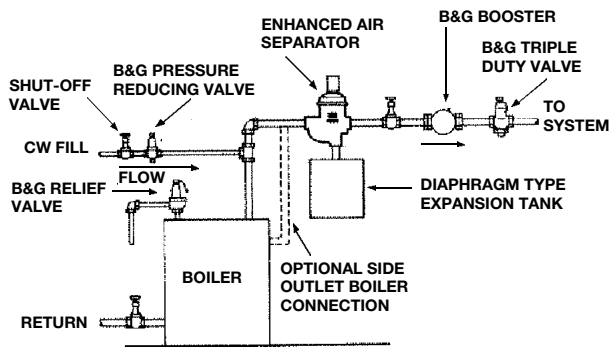 ENHANCED AIR
SEPARATOR
B&G BOOSTER
B&G TRIPLE
DUTY VALVE
SHUT-OFF
VALVE
B&G PRESSURE
REDUCING VALVE
TO
SYSTEM
CW FILL
FLOW
B&G RELIEF
VALVE
DIAPHRAGM TYPE
EXPANSION TANK
BOILER
OPTIONAL SIDE
OUTLET BOILER
CONNECTION
RETURN